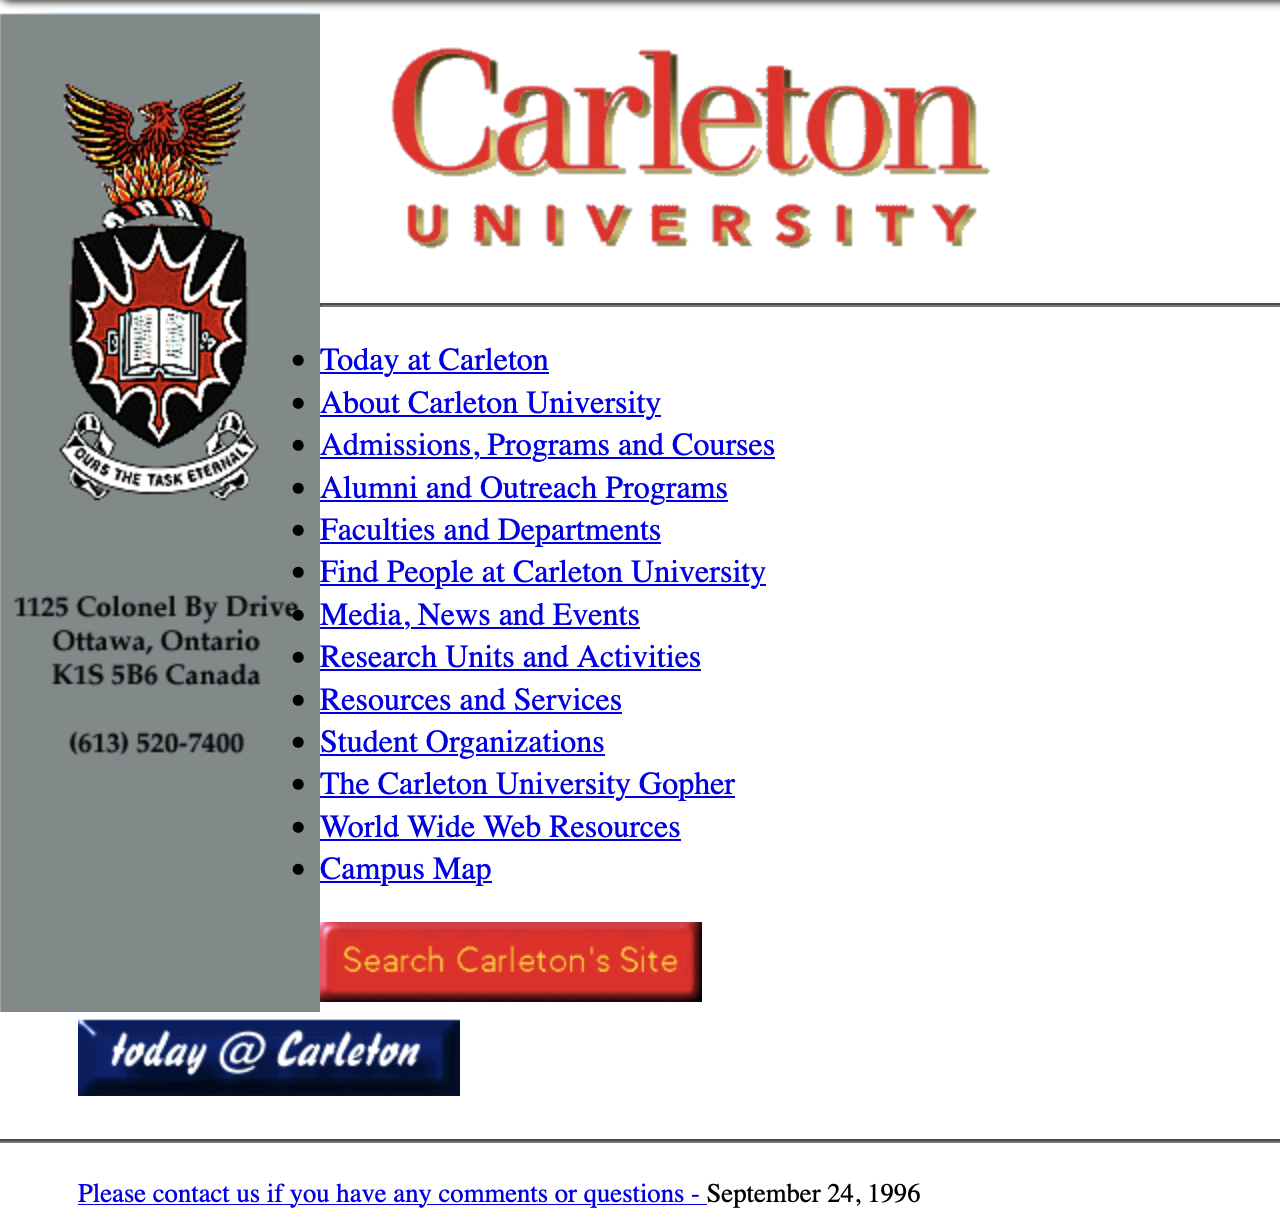 Carleton
UNIVERSITY
OURS THE TASK ETERNAL
1125 Colonel By Drive
Ottawa, Ontario
K1S 5B6 Canada
(613) 520-7400
Today at Carleton
About Carleton University
Admissions, Programs and Courses
Alumni and Outreach Programs
Faculties and Departments
Find People at Carleton University
Media, News and Events
Research Units and Activities
Resources and Services
Student Organizations
The Carleton University Gopher
World Wide Web Resources
Campus Map
Search Carleton's Site
today @ Carleton
Please contact us if you have any comments or questions - September 24, 1996